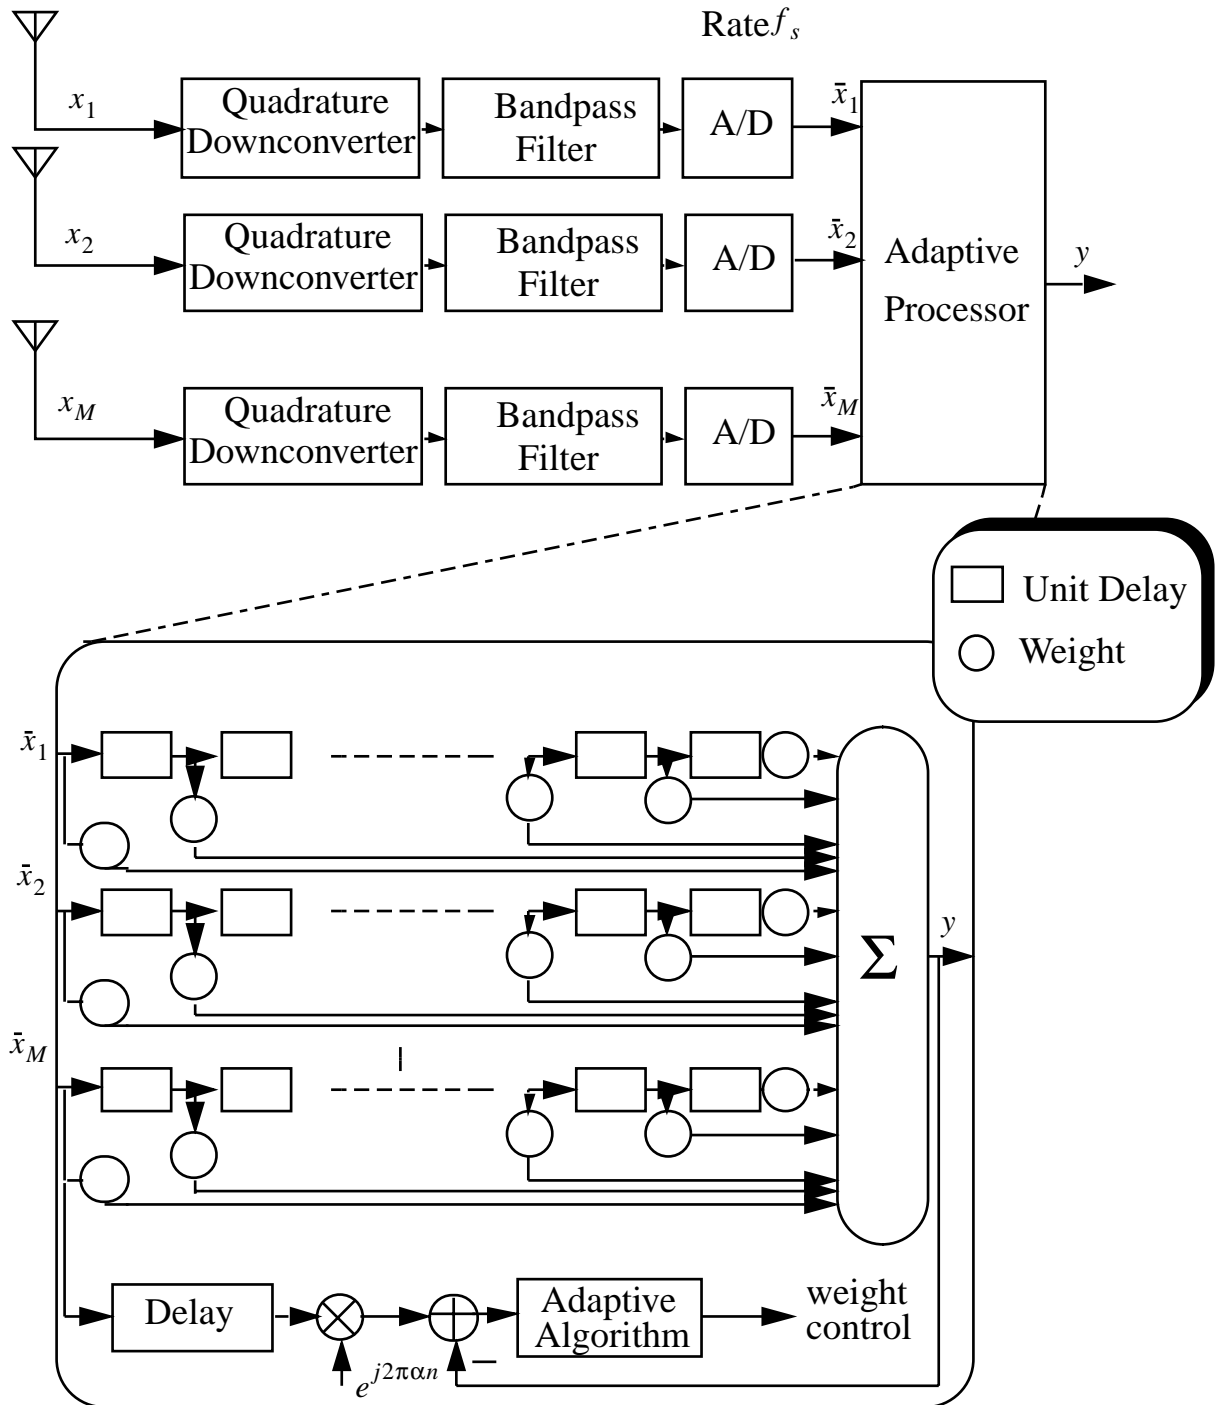 Rate f_s
x_1
Quadrature
Downconverter
Bandpass
Filter
A/D
x̄_1
x_2
Quadrature
Downconverter
Bandpass
Filter
A/D
x̄_2
Adaptive
Processor
y
x_M
Quadrature
Downconverter
Bandpass
Filter
A/D
x̄_M
Unit Delay
Weight
x̄_1
x̄_2
Σ
y
x̄_M
Delay
e^{j2παn}
Adaptive
Algorithm
weight
control